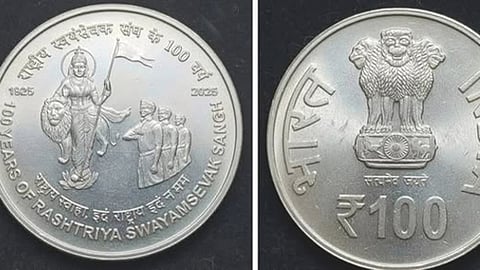 राष्ट्रीय स्वयंसेवक संघ के 100 वर्ष
1925
2025
राष्ट्राय स्वाहा, इदं राष्ट्राय इदं न मम
100 YEARS OF RASHTRIYA SWAYAMSEVAK SANGH
भारत
INDIA
सत्यमेव जयते
₹100